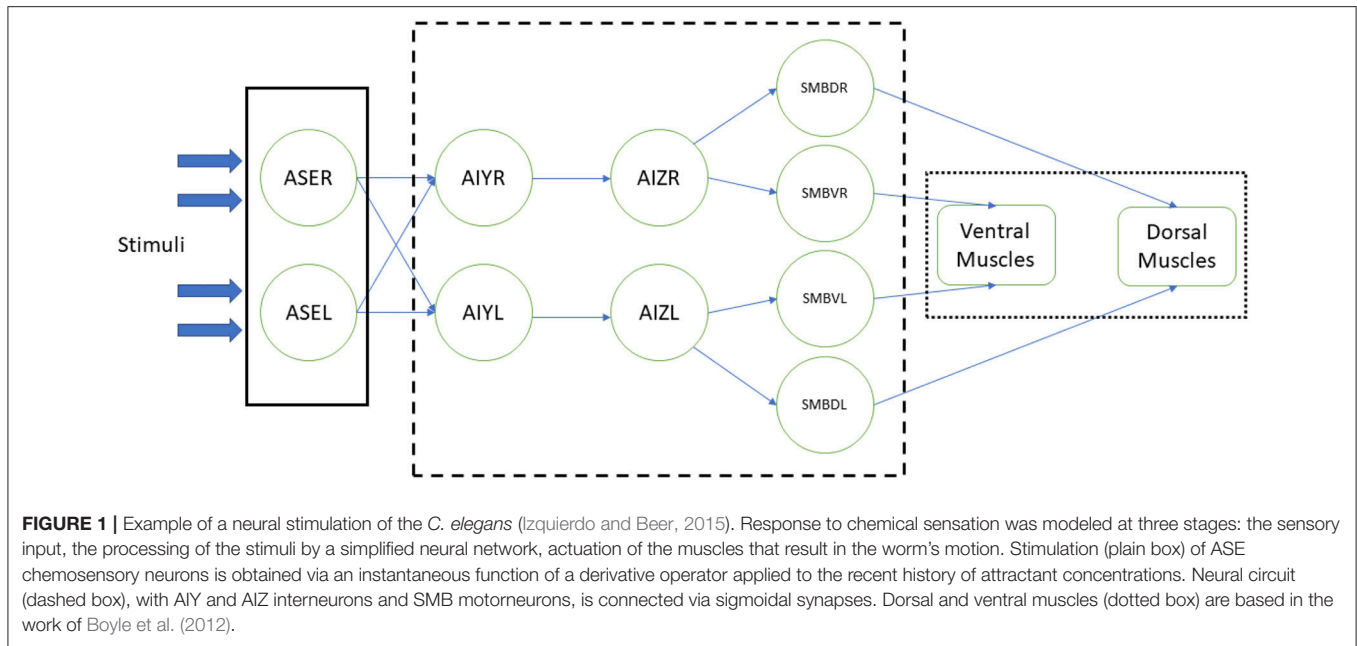 SMBDR
ASER
AIYR
AIZR
SMBVR
Stimuli
Ventral
Muscles
Dorsal
Muscles
ASEL
AIYL
AIZL
SMBVL
SMBDL
FIGURE 1 | Example of a neural stimulation of the C. elegans (Izquierdo and Beer, 2015). Response to chemical sensation was modeled at three stages: the sensory
input, the processing of the stimuli by a simplified neural network, actuation of the muscles that result in the worm's motion. Stimulation (plain box) of ASE
chemosensory neurons is obtained via an instantaneous function of a derivative operator applied to the recent history of attractant concentrations. Neural circuit
(dashed box), with AIY and AIZ interneurons and SMB motorneurons, is connected via sigmoidal synapses. Dorsal and ventral muscles (dotted box) are based in the
work of Boyle et al. (2012).